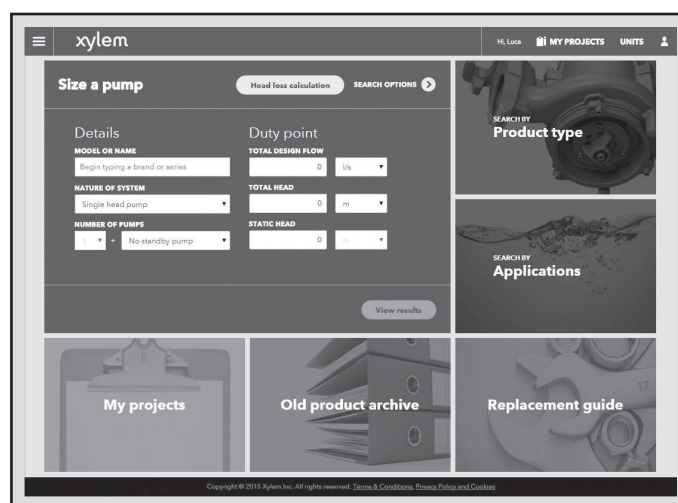 xylem
Hi, Luca MY PROJECTS UNITS
Size a pump
Head loss calculation
SEARCH OPTIONS
Details
MODEL OR NAME
Begin typing a brand or series
NATURE OF SYSTEM
Single head pump
NUMBER OF PUMPS
1 + No standby pump
Duty point
TOTAL DESIGN FLOW
0 l/s
TOTAL HEAD
0 m
STATIC HEAD
0 m
View results
SEARCH BY
Product type
SEARCH BY
Applications
My projects
Old product archive
Replacement guide
17
Copyright © 2015 Xylem Inc. All rights reserved. Terms & Conditions, Privacy Policy and Cookies